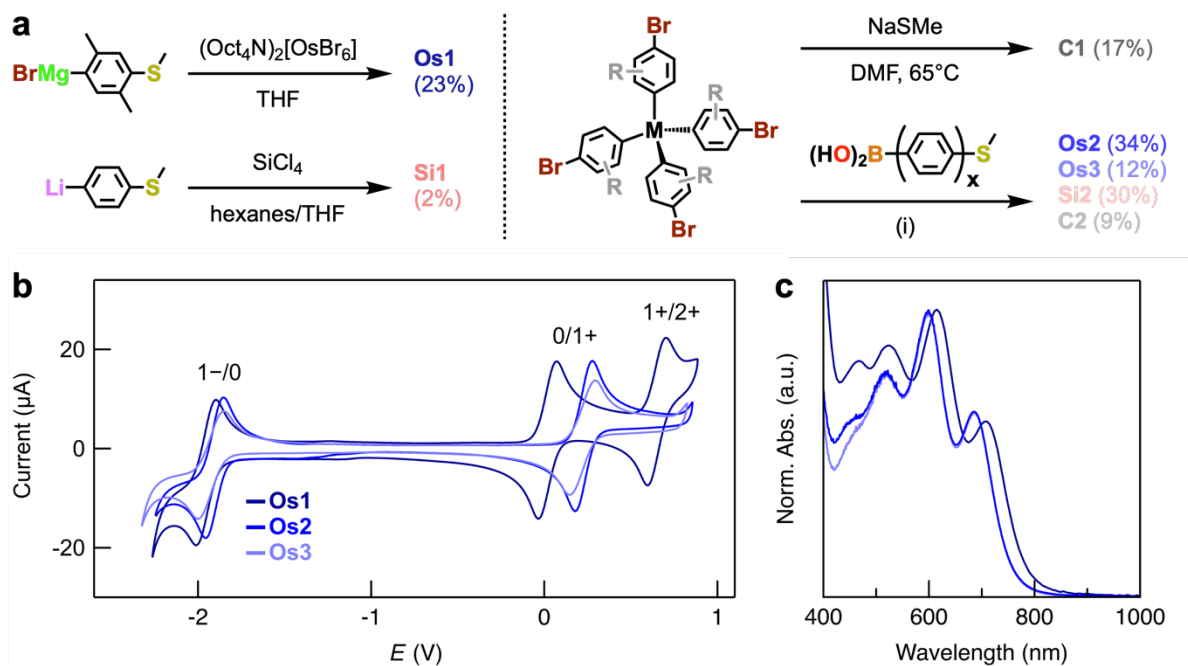 a
BrMg
S
(Oct₄N)₂[OsBr₆]
THF
Os1
(23%)
Li
S
SiCl₄
hexanes/THF
Si1
(2%)
Br
R
Br
R
M
Br
R
R
Br
NaSMe
DMF, 65°C
C1 (17%)
(HO)₂B
S
x
(i)
Os2 (34%)
Os3 (12%)
Si2 (30%)
C2 (9%)
b
1−/0
0/1+
1+/2+
Os1
Os2
Os3
Current (µA)
20
0
-20
-2
-1
0
1
E (V)
c
Norm. Abs. (a.u.)
400
600
800
1000
Wavelength (nm)